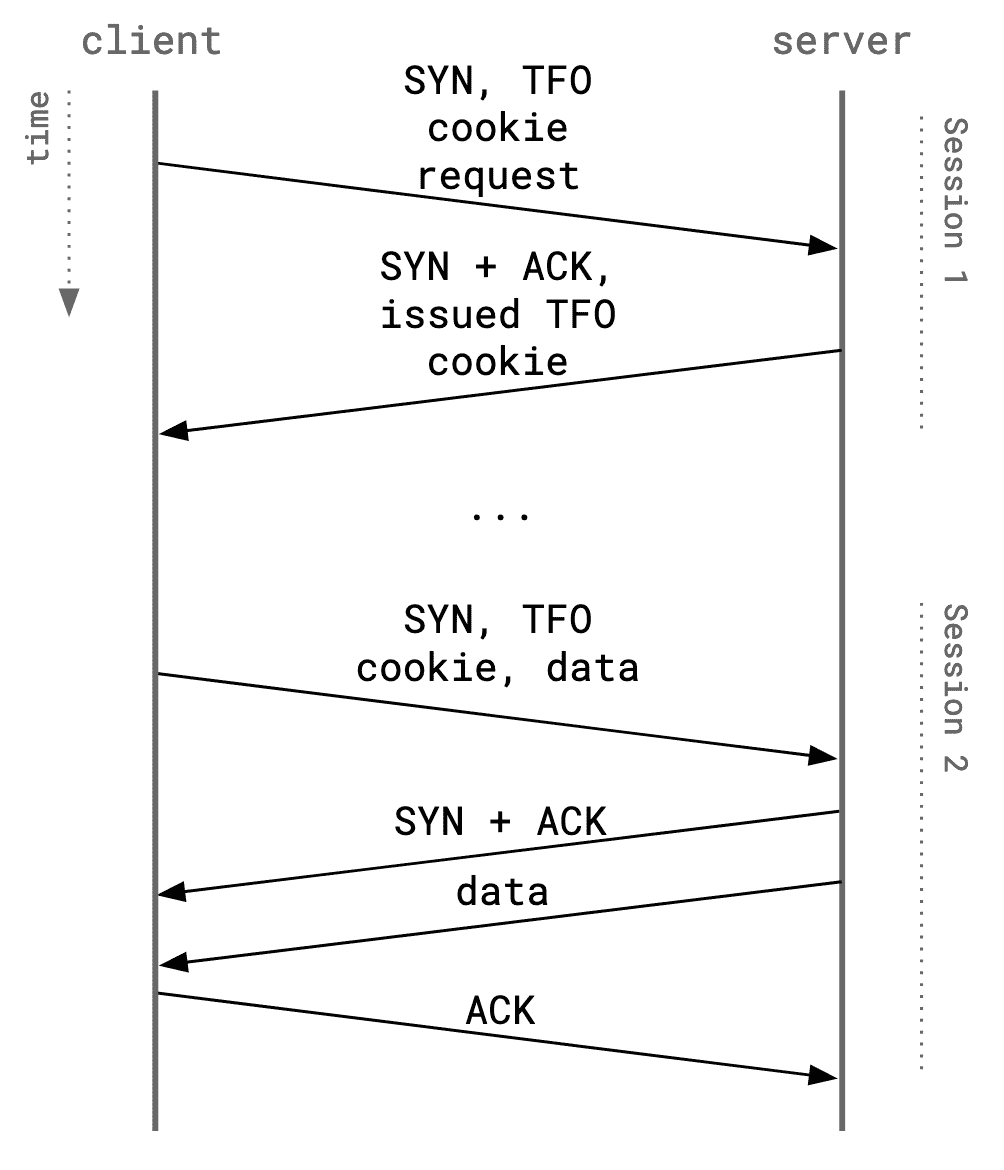 client
server
time
SYN, TFO
cookie
request
Session 1
SYN + ACK,
issued TFO
cookie
...
SYN, TFO
cookie, data
Session 2
SYN + ACK
data
ACK